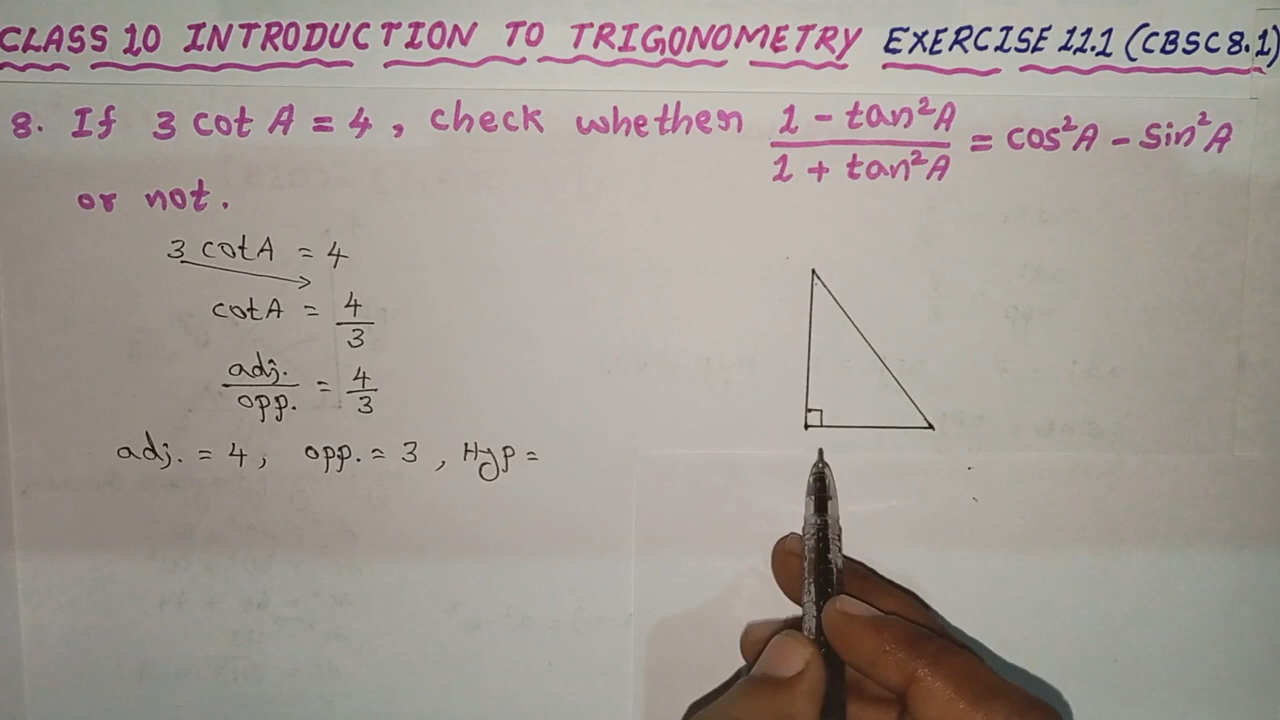 CLASS 10 INTRODUCTION TO TRIGONOMETRY EXERCISE 11.1 (CBSC 8.1)
8. If 3 cot A = 4, check whether (1 - tan²A)/(1 + tan²A) = cos²A - Sin²A
or not.
3 cotA = 4
cotA = 4/3
adj./opp. = 4/3
adj. = 4, opp. = 3, Hyp =